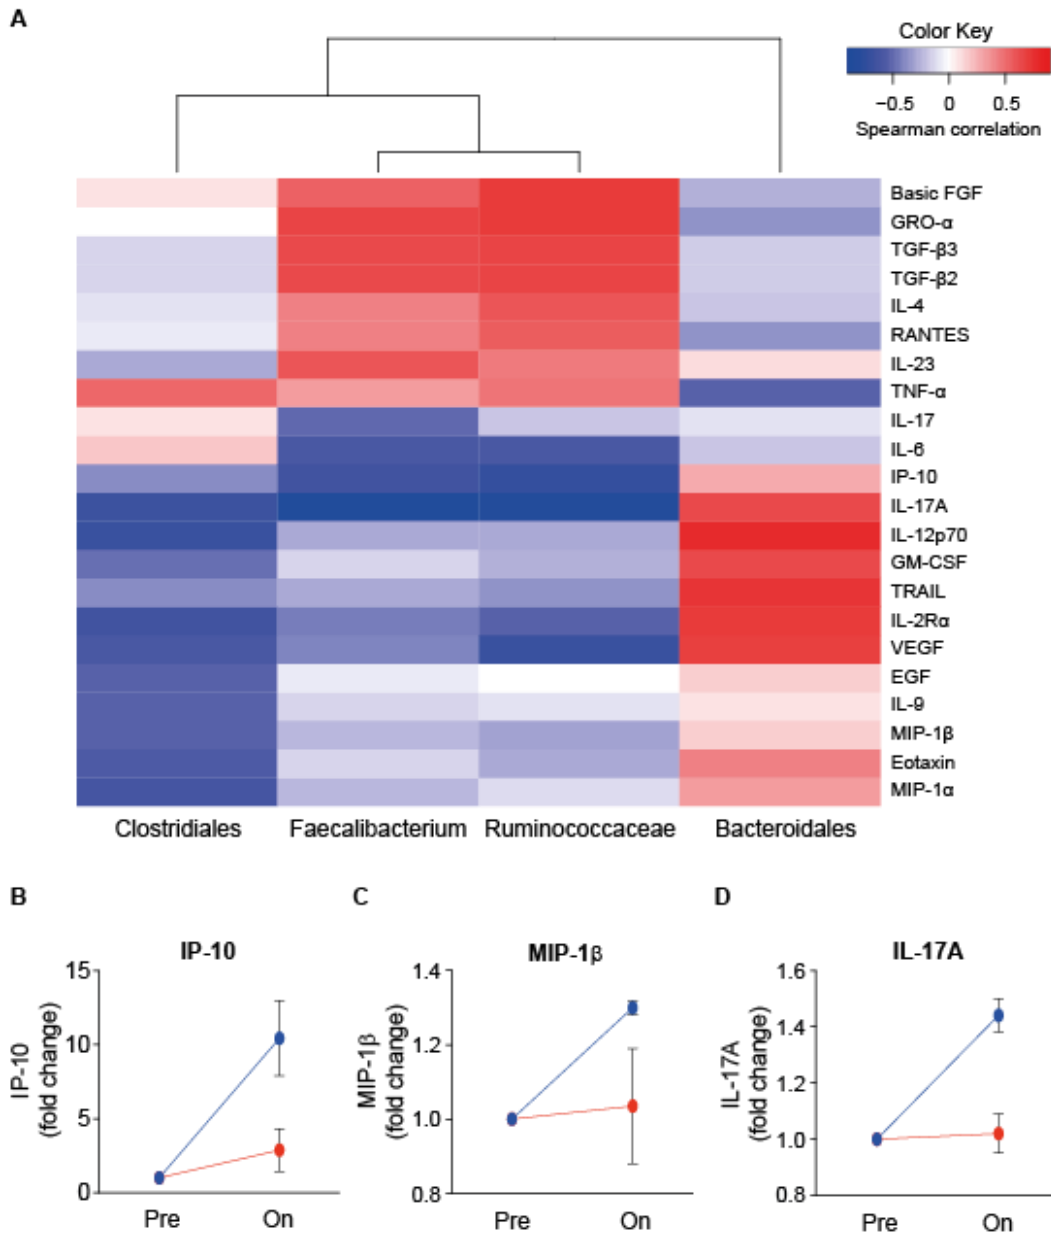 A
Color Key
−0.5 0 0.5
Spearman correlation
Basic FGF
GRO-α
TGF-β3
TGF-β2
IL-4
RANTES
IL-23
TNF-α
IL-17
IL-6
IP-10
IL-17A
IL-12p70
GM-CSF
TRAIL
IL-2Rα
VEGF
EGF
IL-9
MIP-1β
Eotaxin
MIP-1α
Clostridiales Faecalibacterium Ruminococcaceae Bacteroidales
B
IP-10
IP-10
(fold change)
15
10
5
0
Pre On
C
MIP-1β
MIP-1β
(fold change)
1.4
1.2
1.0
0.8
Pre On
D
IL-17A
IL-17A
(fold change)
1.6
1.4
1.2
1.0
0.8
Pre On